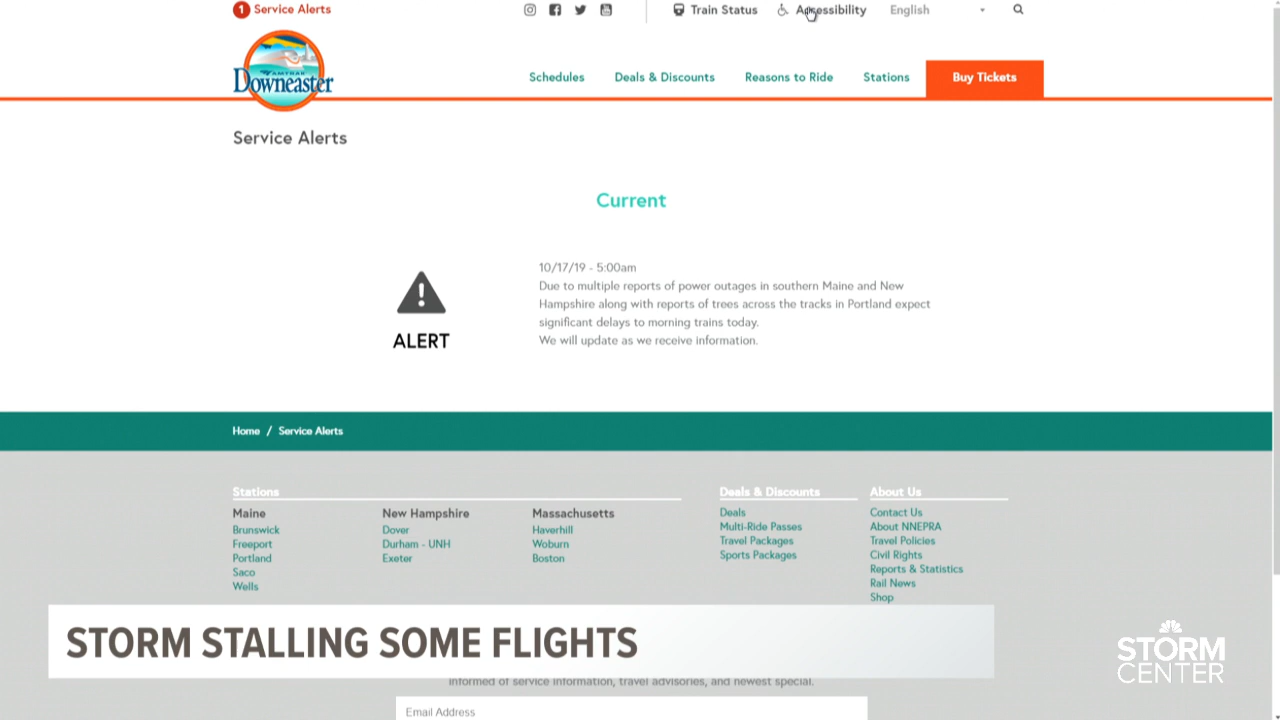 1 Service Alerts
Train Status
Accessibility
English
AMTRAK
Downeaster
Schedules
Deals & Discounts
Reasons to Ride
Stations
Buy Tickets
Service Alerts
Current
ALERT
10/17/19 - 5:00am
Due to multiple reports of power outages in southern Maine and New
Hampshire along with reports of trees across the tracks in Portland expect
significant delays to morning trains today.
We will update as we receive information.
Home / Service Alerts
Stations
Maine
Brunswick
Freeport
Portland
Saco
Wells
New Hampshire
Dover
Durham - UNH
Exeter
Massachusetts
Haverhill
Woburn
Boston
Deals & Discounts
Deals
Multi-Ride Passes
Travel Packages
Sports Packages
About Us
Contact Us
About NNEPRA
Travel Policies
Civil Rights
Reports & Statistics
Rail News
Shop
STORM STALLING SOME FLIGHTS
STORM
CENTER
informed of service information, travel advisories, and newest special.
Email Address